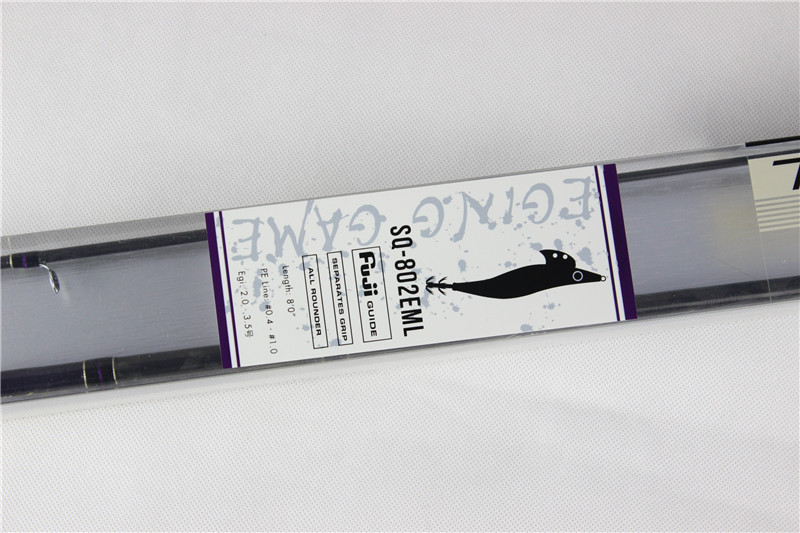 EGING GAME
SQ-802EML
Fuji GUIDE
SEPARATES GRIP
ALL ROUNDER
Length: 8'0"
PE Line: #0.4 - #1.0
Egi: 2.0 - 3.5号